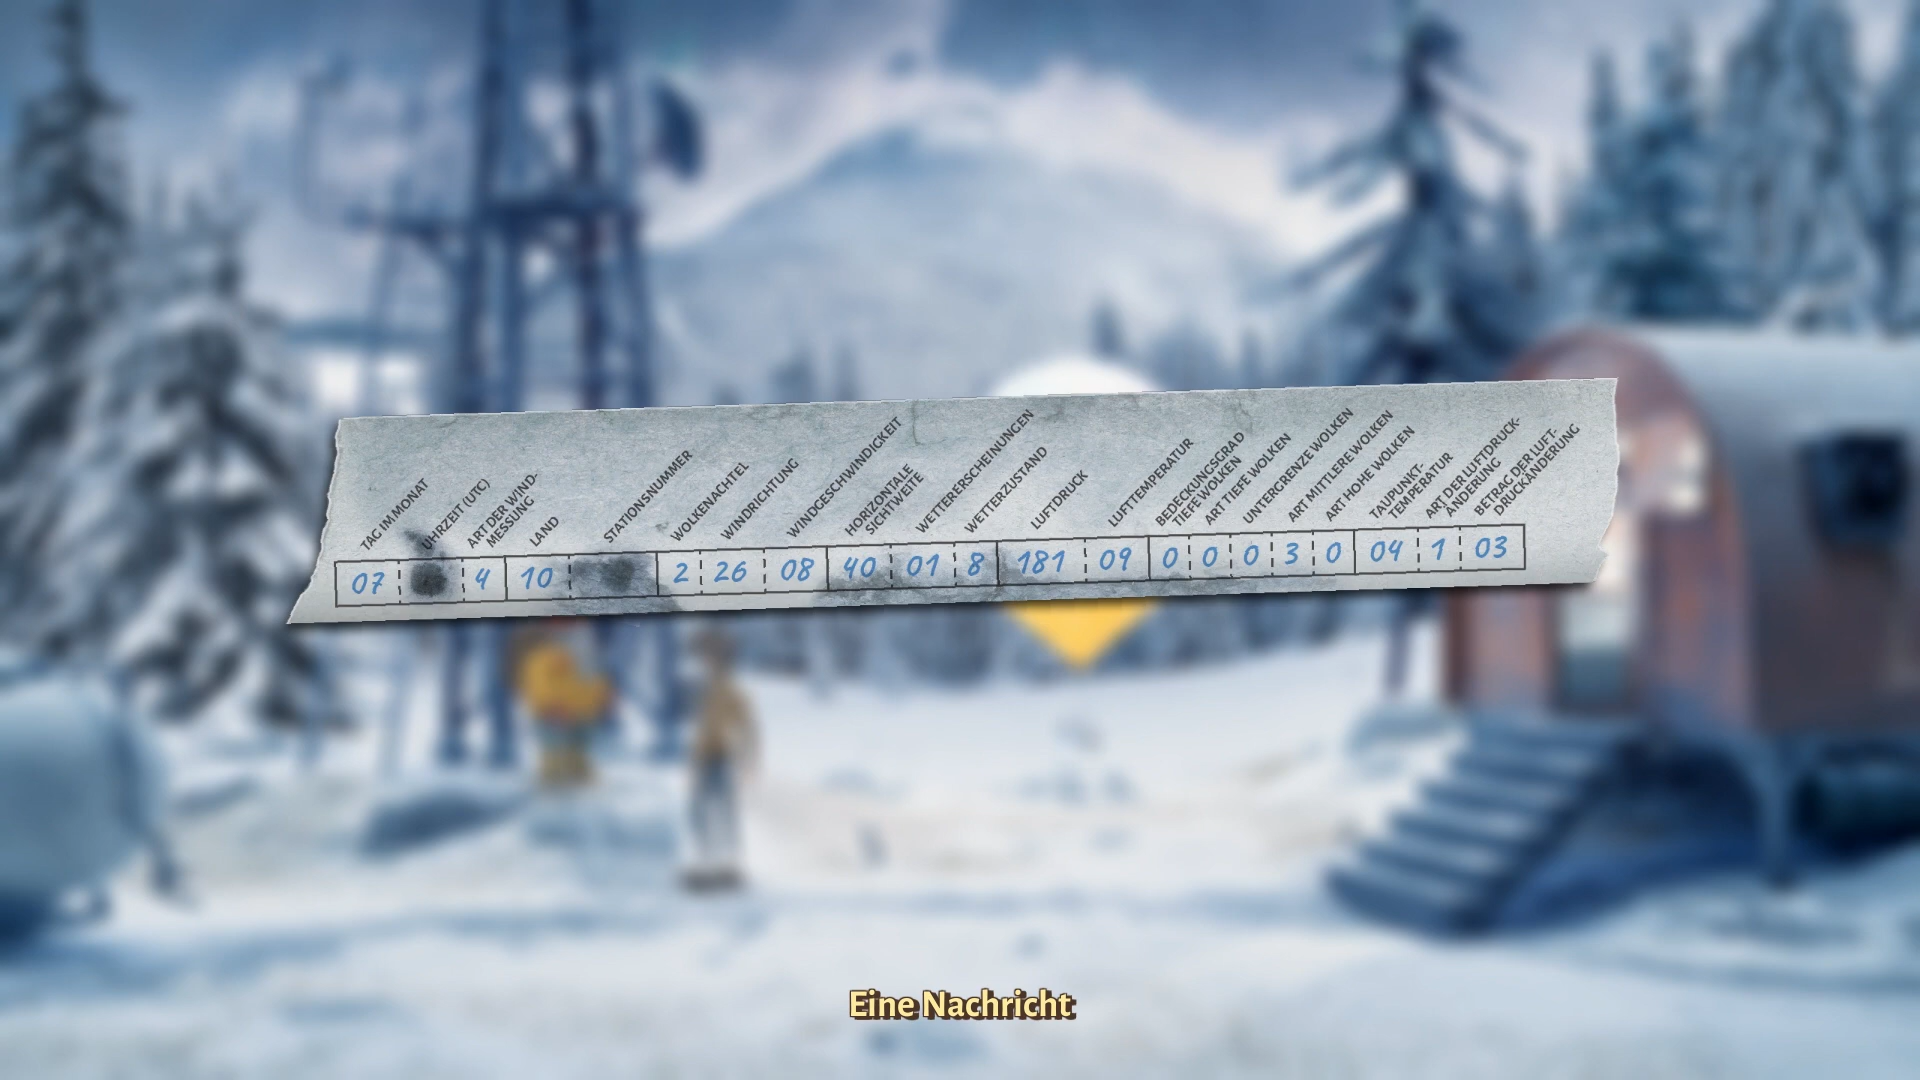 TAG IM MONAT
UHRZEIT (UTC)
ART DER WIND-
MESSUNG
LAND
STATIONSNUMMER
WOLKENACHTEL
WINDRICHTUNG
WINDGESCHWINDIGKEIT
HORIZONTALE
SICHTWEITE
WETTERERSCHEINUNGEN
WETTERZUSTAND
LUFTDRUCK
LUFTTEMPERATUR
BEDECKUNGSGRAD
TIEFE WOLKEN
ART TIEFE WOLKEN
UNTERGRENZE WOLKEN
ART MITTLERE WOLKEN
ART HOHE WOLKEN
TAUPUNKT-
TEMPERATUR
ART DER LUFTDRUCK-
ÄNDERUNG
BETRAG DER LUFT-
DRUCKÄNDERUNG
07 4 10 2 26 08 40 01 8 181 09 0 0 0 3 0 04 1 03
Eine Nachricht